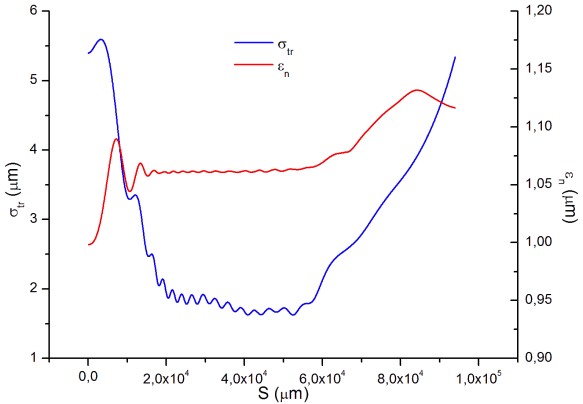 6
5
4
3
2
1
σtr (μm)
σtr
εn
1,20
1,15
1,10
1,05
1,00
0,95
0,90
εn (μm)
0,0
2,0x10⁴
4,0x10⁴
6,0x10⁴
8,0x10⁴
1,0x10⁵
S (μm)